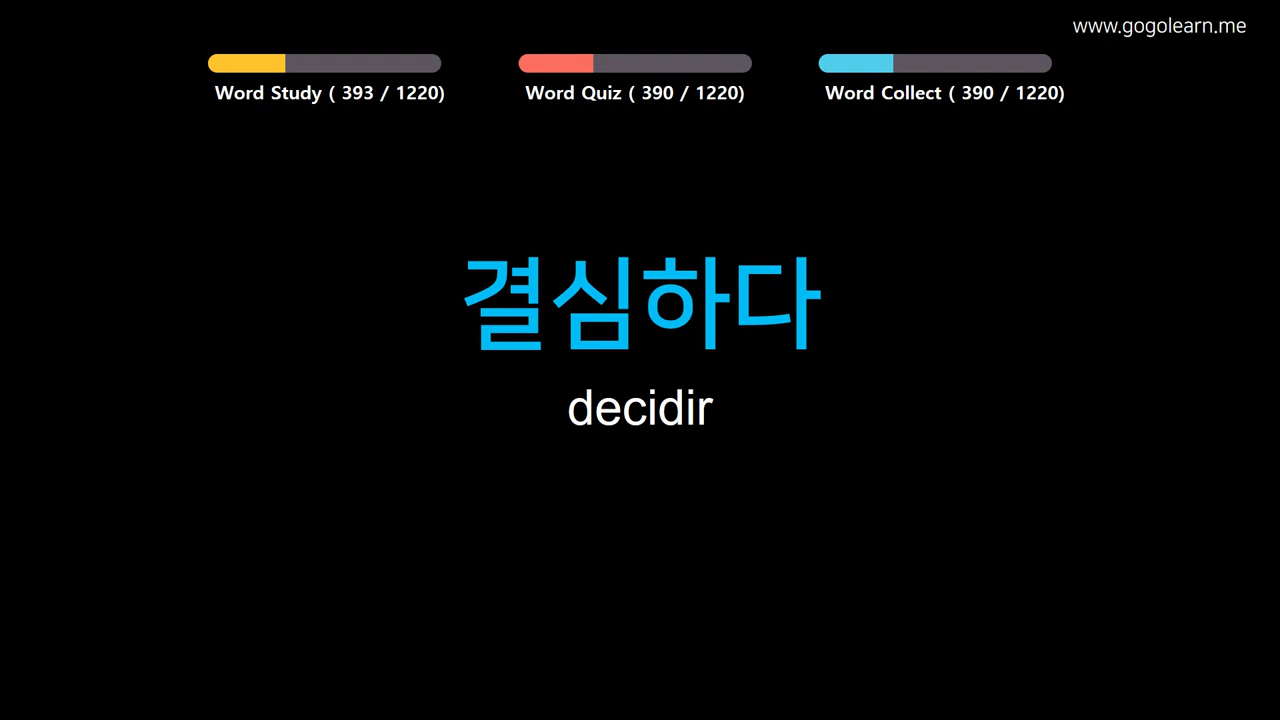 www.gogolearn.me
Word Study ( 393 / 1220)
Word Quiz ( 390 / 1220)
Word Collect ( 390 / 1220)
결심하다
decidir